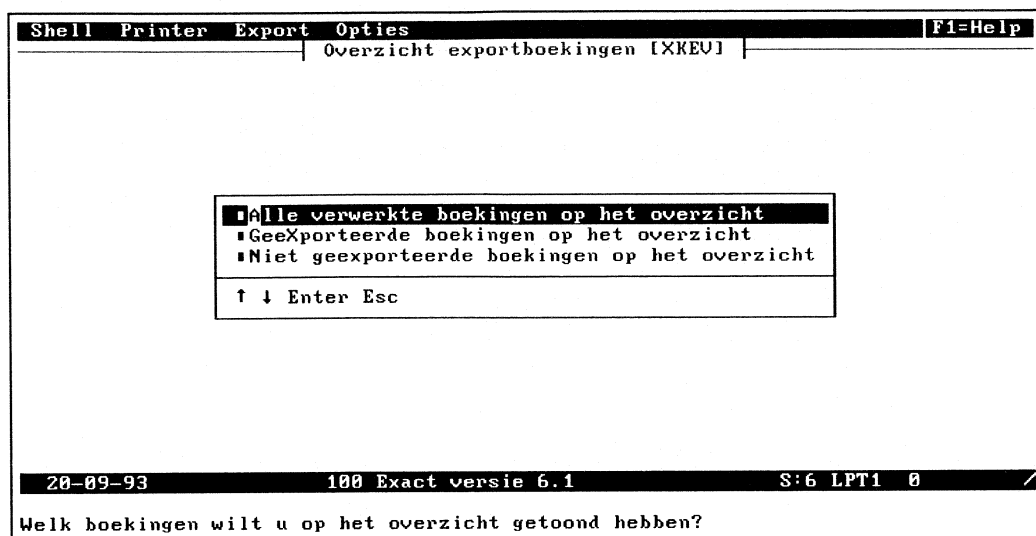 Shell Printer Export Opties F1=Help
Overzicht exportboekingen [XKEV]
Alle verwerkte boekingen op het overzicht
GeeXporteerde boekingen op het overzicht
Niet geexporteerde boekingen op het overzicht
↑ ↓ Enter Esc
20-09-93 100 Exact versie 6.1 S:6 LPT1 0 /
Welk boekingen wilt u op het overzicht getoond hebben?